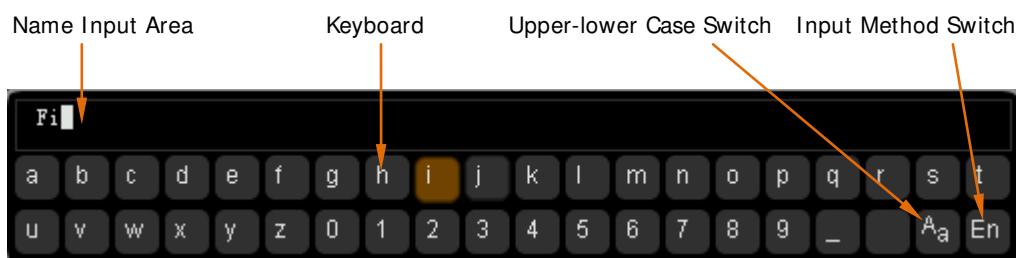 Name Input Area Keyboard Upper-lower Case Switch Input Method Switch
Fi
a b c d e f g h i j k l m n o p q r s t
u v w x y z 0 1 2 3 4 5 6 7 8 9 _ Aa En